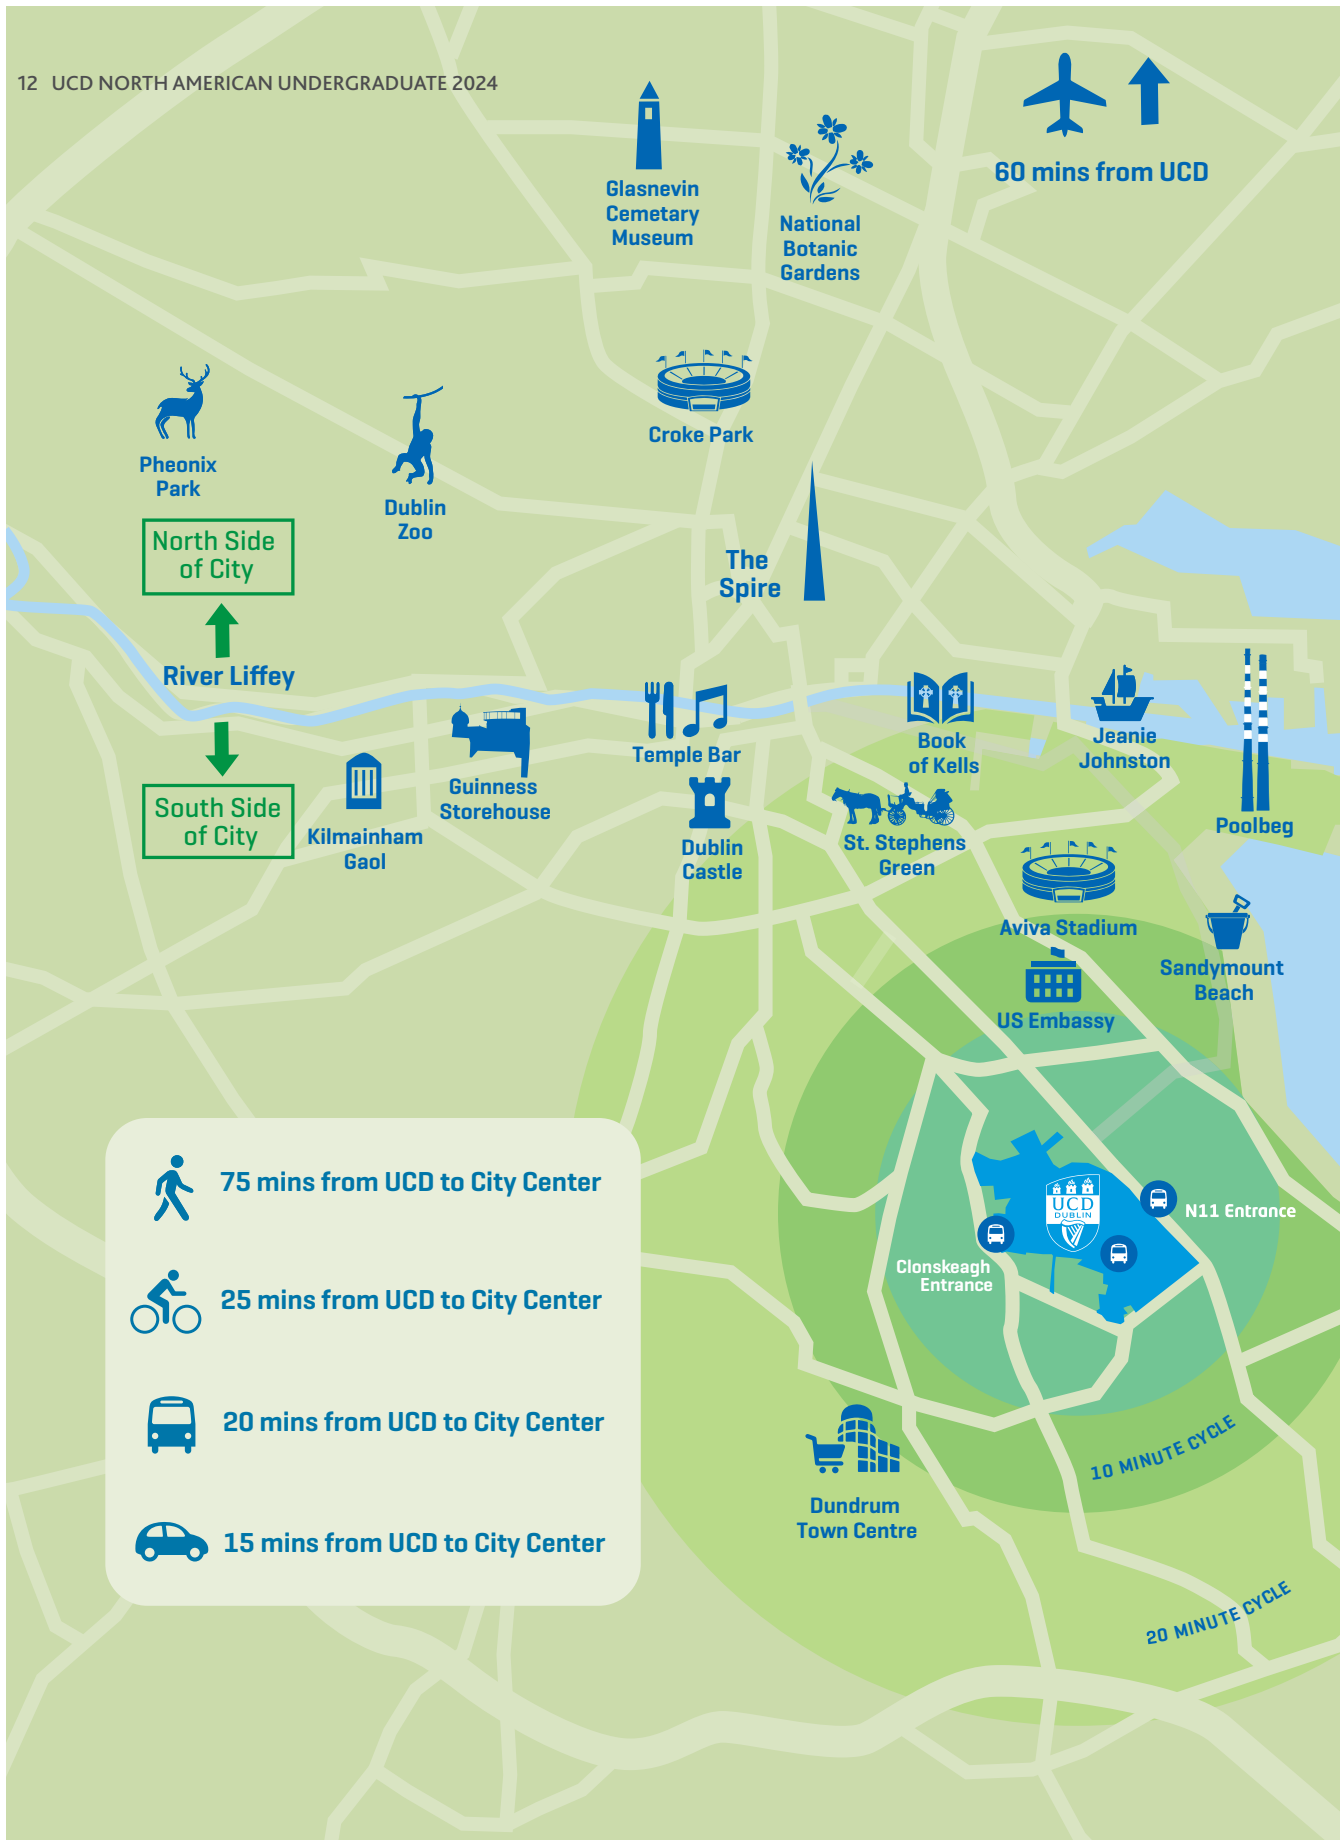 12 UCD NORTH AMERICAN UNDERGRADUATE 2024
60 mins from UCD
Glasnevin
Cemetary
Museum
National
Botanic
Gardens
Croke Park
Pheonix
Park
Dublin
Zoo
North Side
of City
The
Spire
River Liffey
South Side
of City
Kilmainham
Gaol
Guinness
Storehouse
Temple Bar
Dublin
Castle
Book
of Kells
St. Stephens
Green
Jeanie
Johnston
Poolbeg
Aviva Stadium
US Embassy
Sandymount
Beach
UCD
DUBLIN
N11 Entrance
Clonskeagh
Entrance
75 mins from UCD to City Center
25 mins from UCD to City Center
20 mins from UCD to City Center
15 mins from UCD to City Center
Dundrum
Town Centre
10 MINUTE CYCLE
20 MINUTE CYCLE